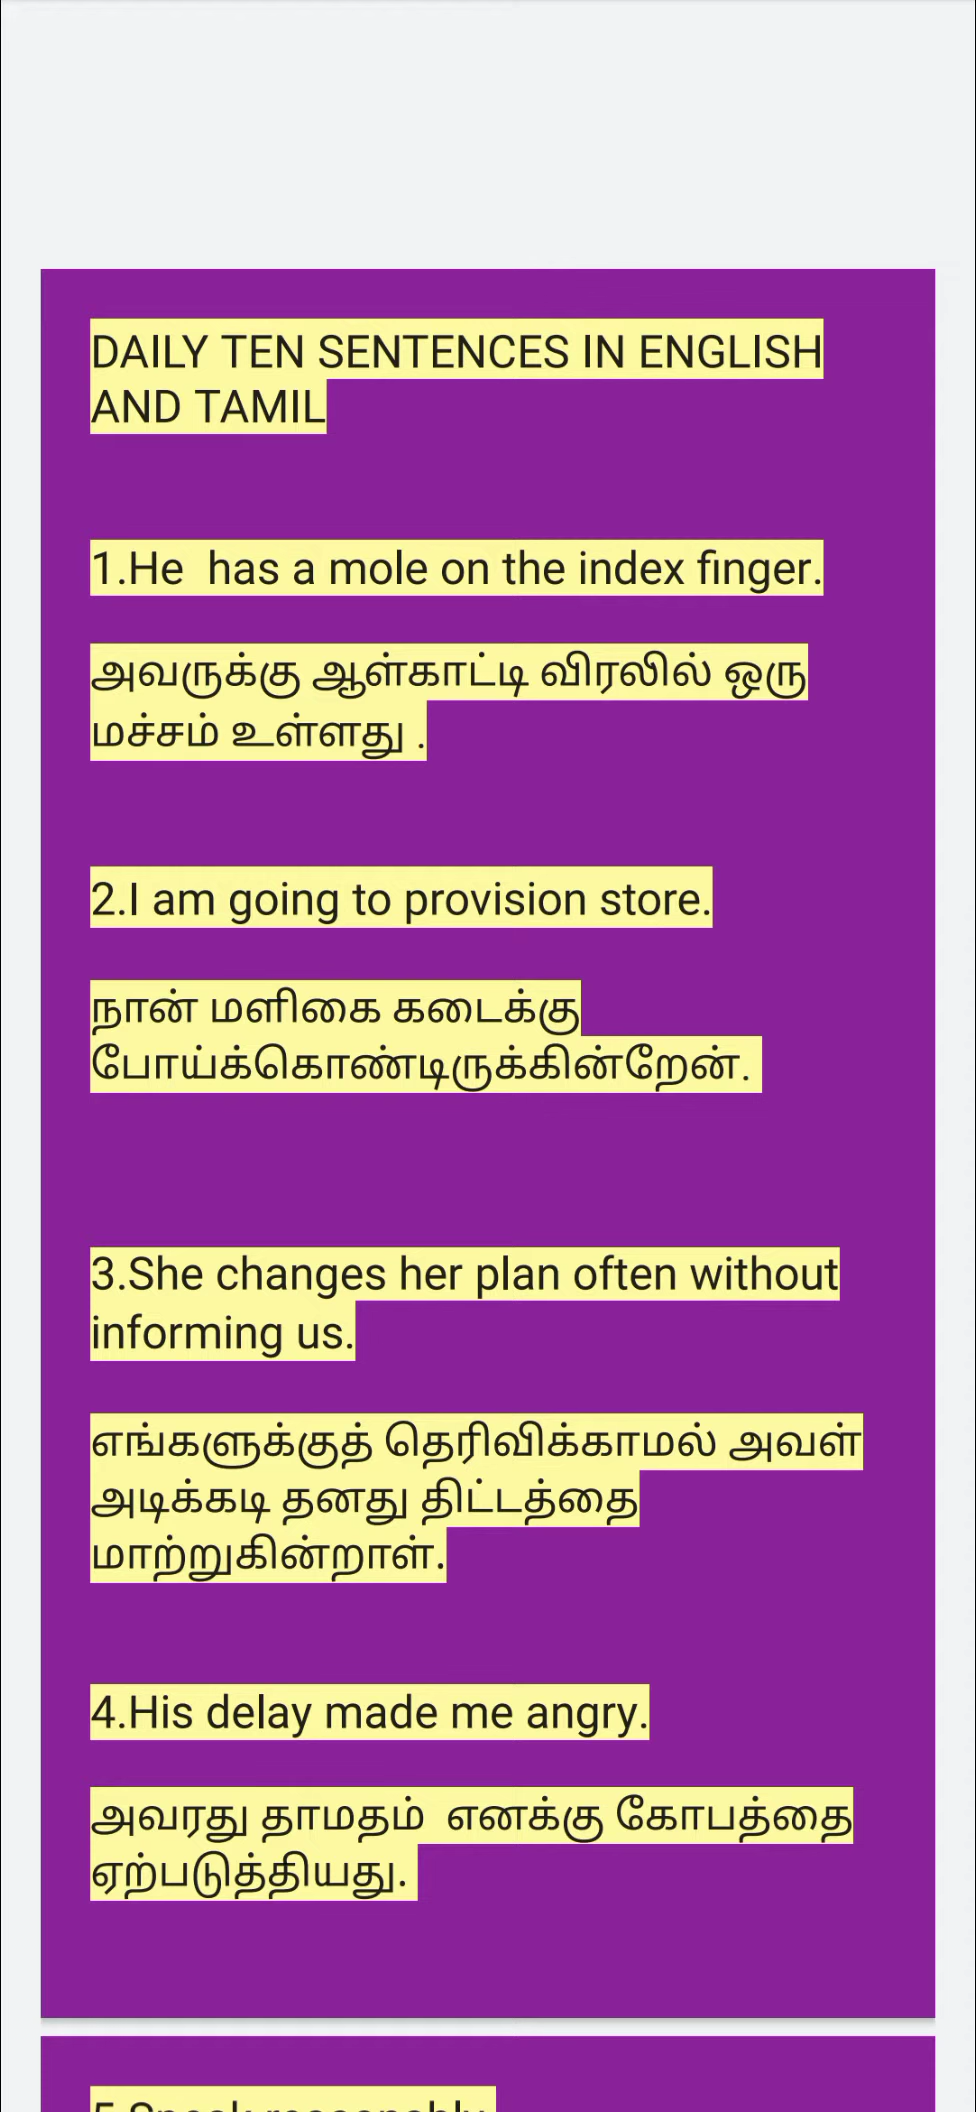 DAILY TEN SENTENCES IN ENGLISH
AND TAMIL
1.He has a mole on the index finger.
அவருக்கு ஆள்காட்டி விரலில் ஒரு
மச்சம் உள்ளது .
2.I am going to provision store.
நான் மளிகை கடைக்கு
போய்க்கொண்டிருக்கின்றேன்.
3.She changes her plan often without
informing us.
எங்களுக்குத் தெரிவிக்காமல் அவள்
அடிக்கடி தனது திட்டத்தை
மாற்றுகின்றாள்.
4.His delay made me angry.
அவரது தாமதம் எனக்கு கோபத்தை
ஏற்படுத்தியது.
5.Speak reasonably.